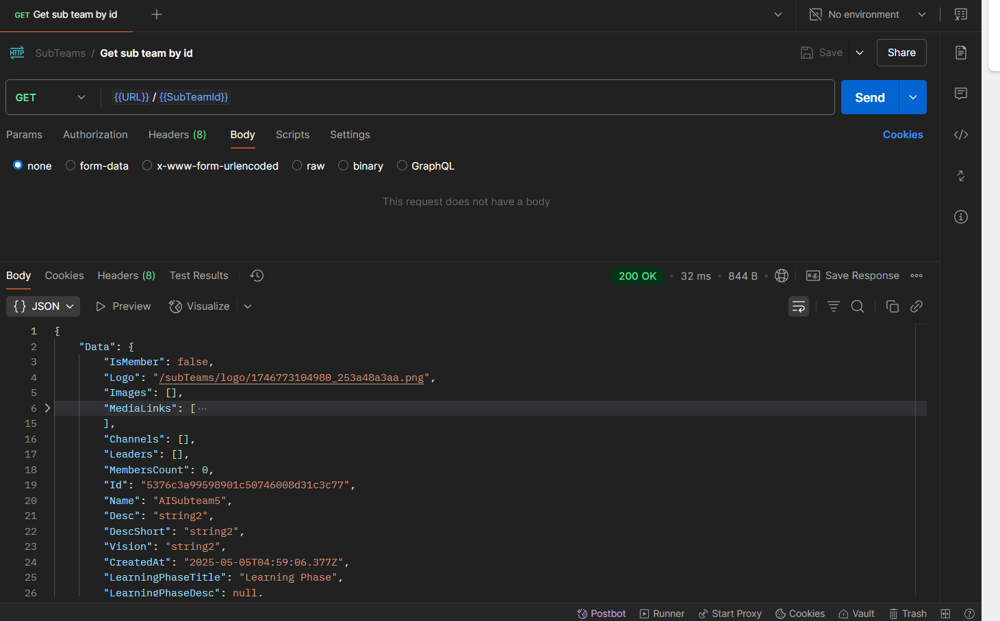 GET Get sub team by id
No environment
HTTP SubTeams / Get sub team by id
Save
Share
GET
{{URL}} / {{SubTeamId}}
Send
Params Authorization Headers (8) Body Scripts Settings
Cookies
none form-data x-www-form-urlencoded raw binary GraphQL
This request does not have a body
Body Cookies Headers (8) Test Results
200 OK • 32 ms • 844 B •
e.g. Save Response
{} JSON Preview Visualize
1 {
2 "Data": {
3 "IsMember": false,
4 "Logo": "/subTeams/logo/1746773104980_253a48a3aa.png",
5 "Images": [],
6 "MediaLinks": [ ···
15 ],
16 "Channels": [],
17 "Leaders": [],
18 "MembersCount": 0,
19 "Id": "5376c3a99598901c50746008d31c3c77",
20 "Name": "AISubteam5",
21 "Desc": "string2",
22 "DescShort": "string2",
23 "Vision": "string2",
24 "CreatedAt": "2025-05-05T04:59:06.377Z",
25 "LearningPhaseTitle": "Learning Phase",
26 "LearningPhaseDesc": null,
Postbot Runner Start Proxy Cookies Vault Trash